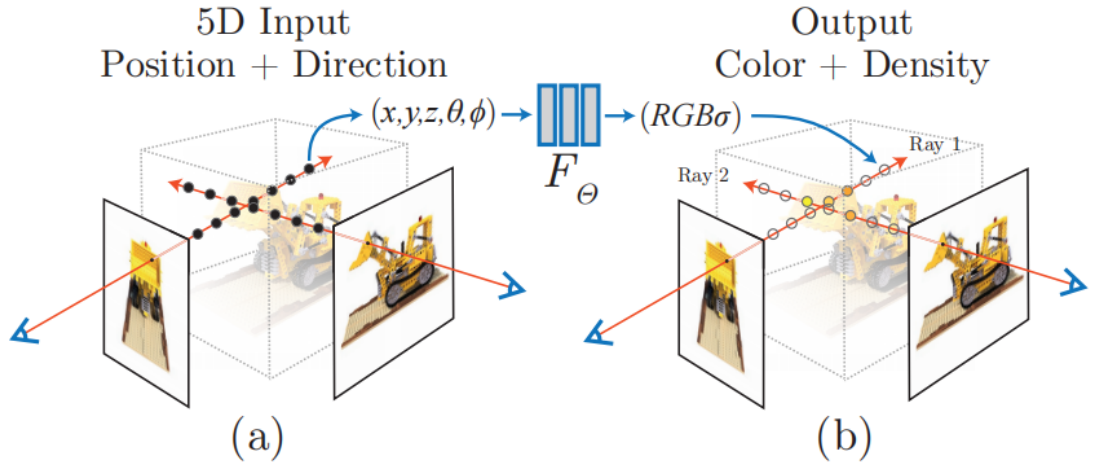 5D Input
Position + Direction
Output
Color + Density
(x,y,z,θ,ϕ)
F_Θ
(RGBσ)
Ray 1
Ray 2
(a)
(b)